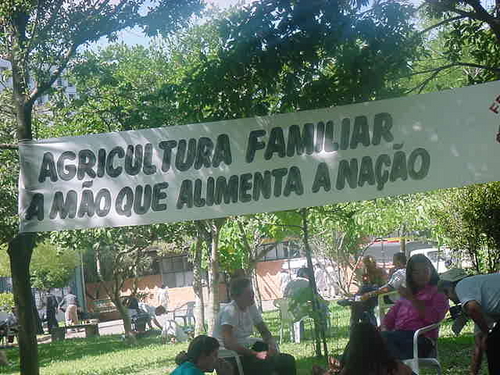 AGRICULTURA FAMILIAR
A MÃO QUE ALIMENTA A NAÇÃO